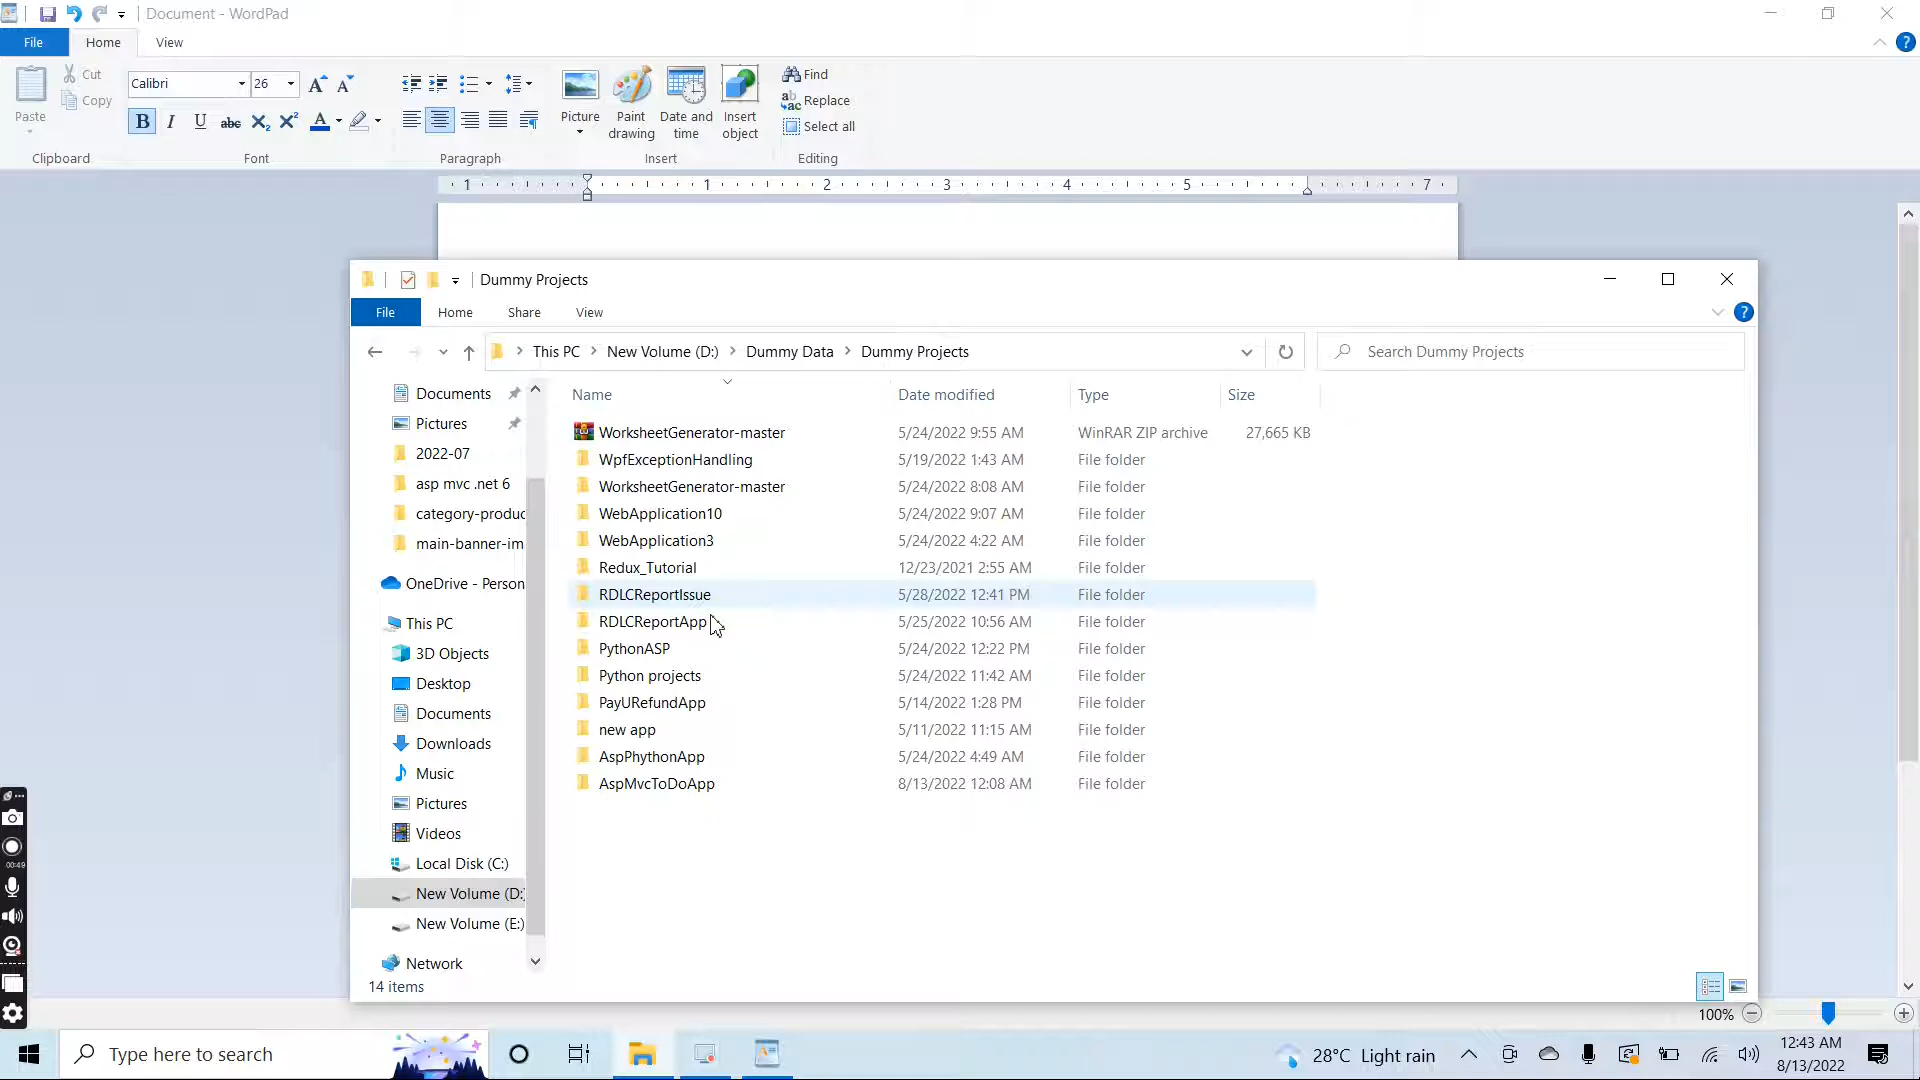 Document - WordPad
File Home View
Paste
Cut
Copy
Calibri 26
B I U abc X₂ X² A
Picture
Paint drawing
Date and time
Insert object
Find
Replace
Select all
Clipboard Font Paragraph Insert Editing
1 1 2 3 4 5 7
Dummy Projects
File Home Share View
This PC New Volume (D:) Dummy Data Dummy Projects
Search Dummy Projects
Documents
Pictures
2022-07
asp mvc .net 6
category-produc
main-banner-im
OneDrive - Person
This PC
3D Objects
Desktop
Documents
Downloads
Music
Pictures
Videos
Local Disk (C:)
New Volume (D:)
New Volume (E:)
Network
Name Date modified Type Size
WorksheetGenerator-master 5/24/2022 9:55 AM WinRAR ZIP archive 27,665 KB
WpfExceptionHandling 5/19/2022 1:43 AM File folder
WorksheetGenerator-master 5/24/2022 8:08 AM File folder
WebApplication10 5/24/2022 9:07 AM File folder
WebApplication3 5/24/2022 4:22 AM File folder
Redux_Tutorial 12/23/2021 2:55 AM File folder
RDLCReportIssue 5/28/2022 12:41 PM File folder
RDLCReportApp 5/25/2022 10:56 AM File folder
PythonASP 5/24/2022 12:22 PM File folder
Python projects 5/24/2022 11:42 AM File folder
PayURefundApp 5/14/2022 1:28 PM File folder
new app 5/11/2022 11:15 AM File folder
AspPhythonApp 5/24/2022 4:49 AM File folder
AspMvcToDoApp 8/13/2022 12:08 AM File folder
14 items
00:49
100%
Type here to search
28°C Light rain
12:43 AM
8/13/2022